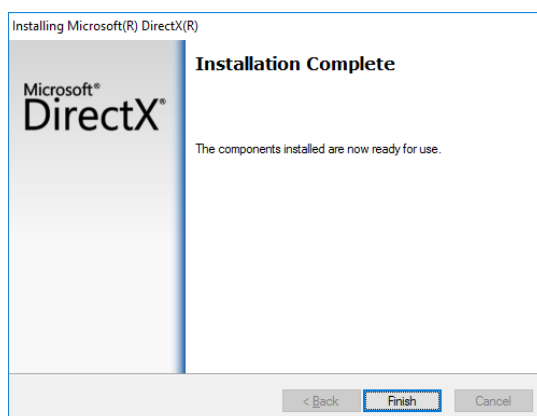 Installing Microsoft(R) DirectX(R)
Installation Complete
Microsoft®
DirectX®
The components installed are now ready for use.
< Back Finish Cancel